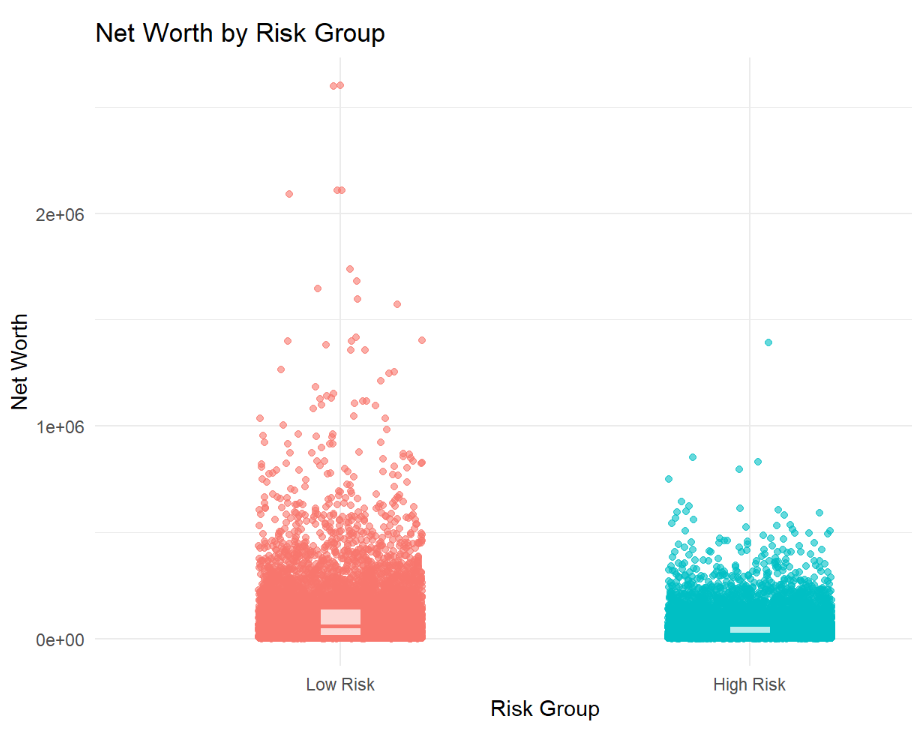 Net Worth by Risk Group
Net Worth
2e+06
1e+06
0e+00
Low Risk
High Risk
Risk Group